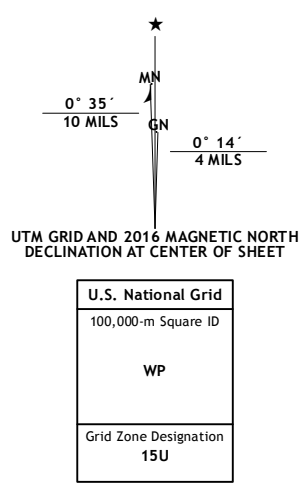 ★
MN
0° 35´
10 MILS
GN
0° 14´
4 MILS
UTM GRID AND 2016 MAGNETIC NORTH
DECLINATION AT CENTER OF SHEET
U.S. National Grid
100,000-m Square ID
WP
Grid Zone Designation
15U